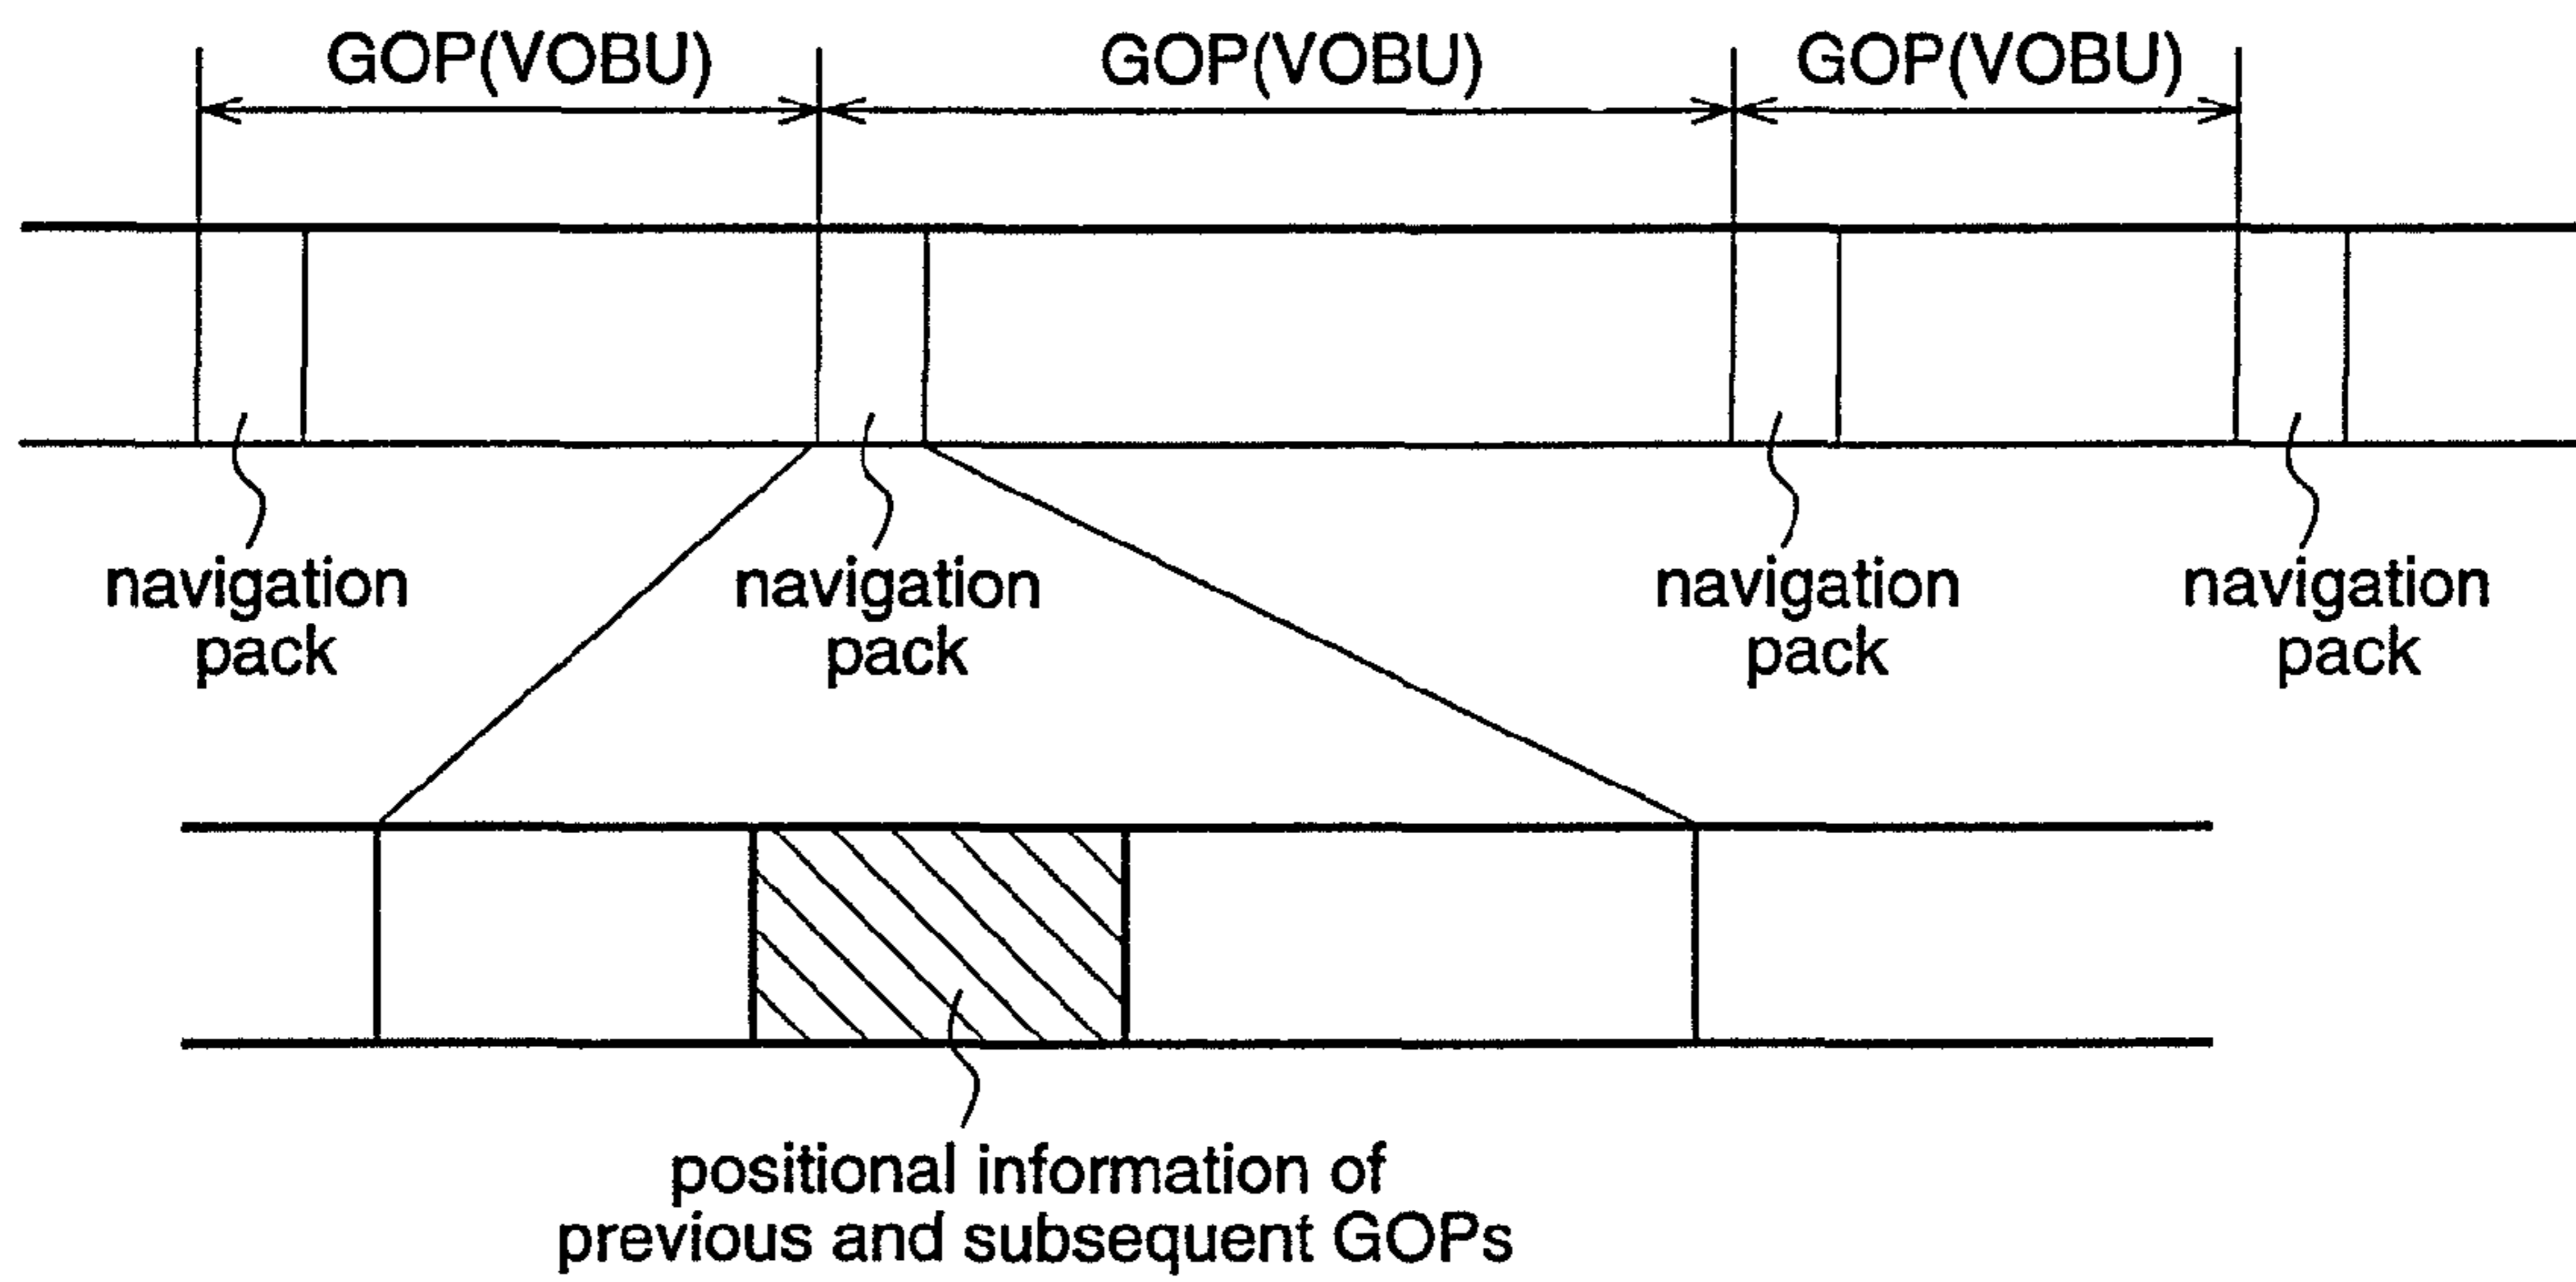 GOP(VOBU) GOP(VOBU) GOP(VOBU)
navigation pack
navigation pack
navigation pack
navigation pack
positional information of
previous and subsequent GOPs